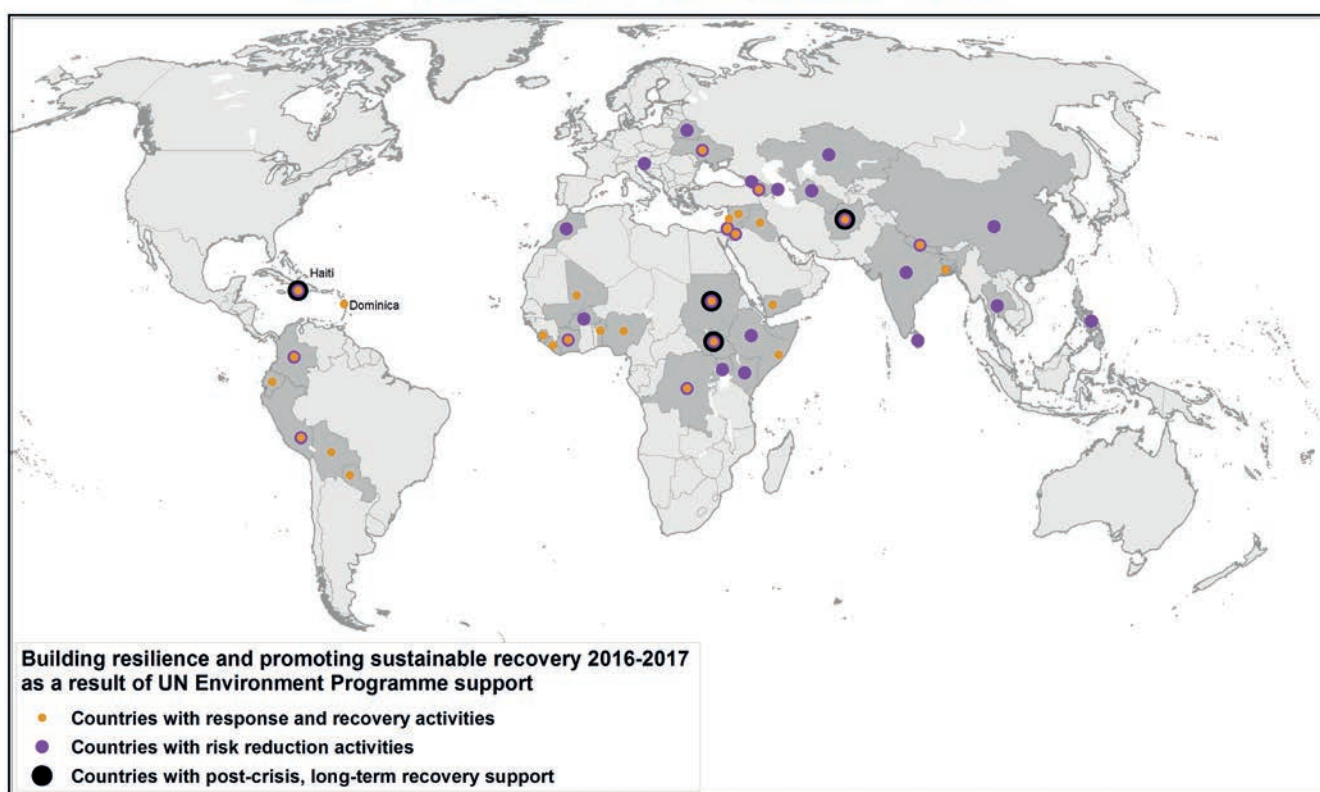 Haiti
Dominica
Building resilience and promoting sustainable recovery 2016-2017
as a result of UN Environment Programme support
Countries with response and recovery activities
Countries with risk reduction activities
Countries with post-crisis, long-term recovery support